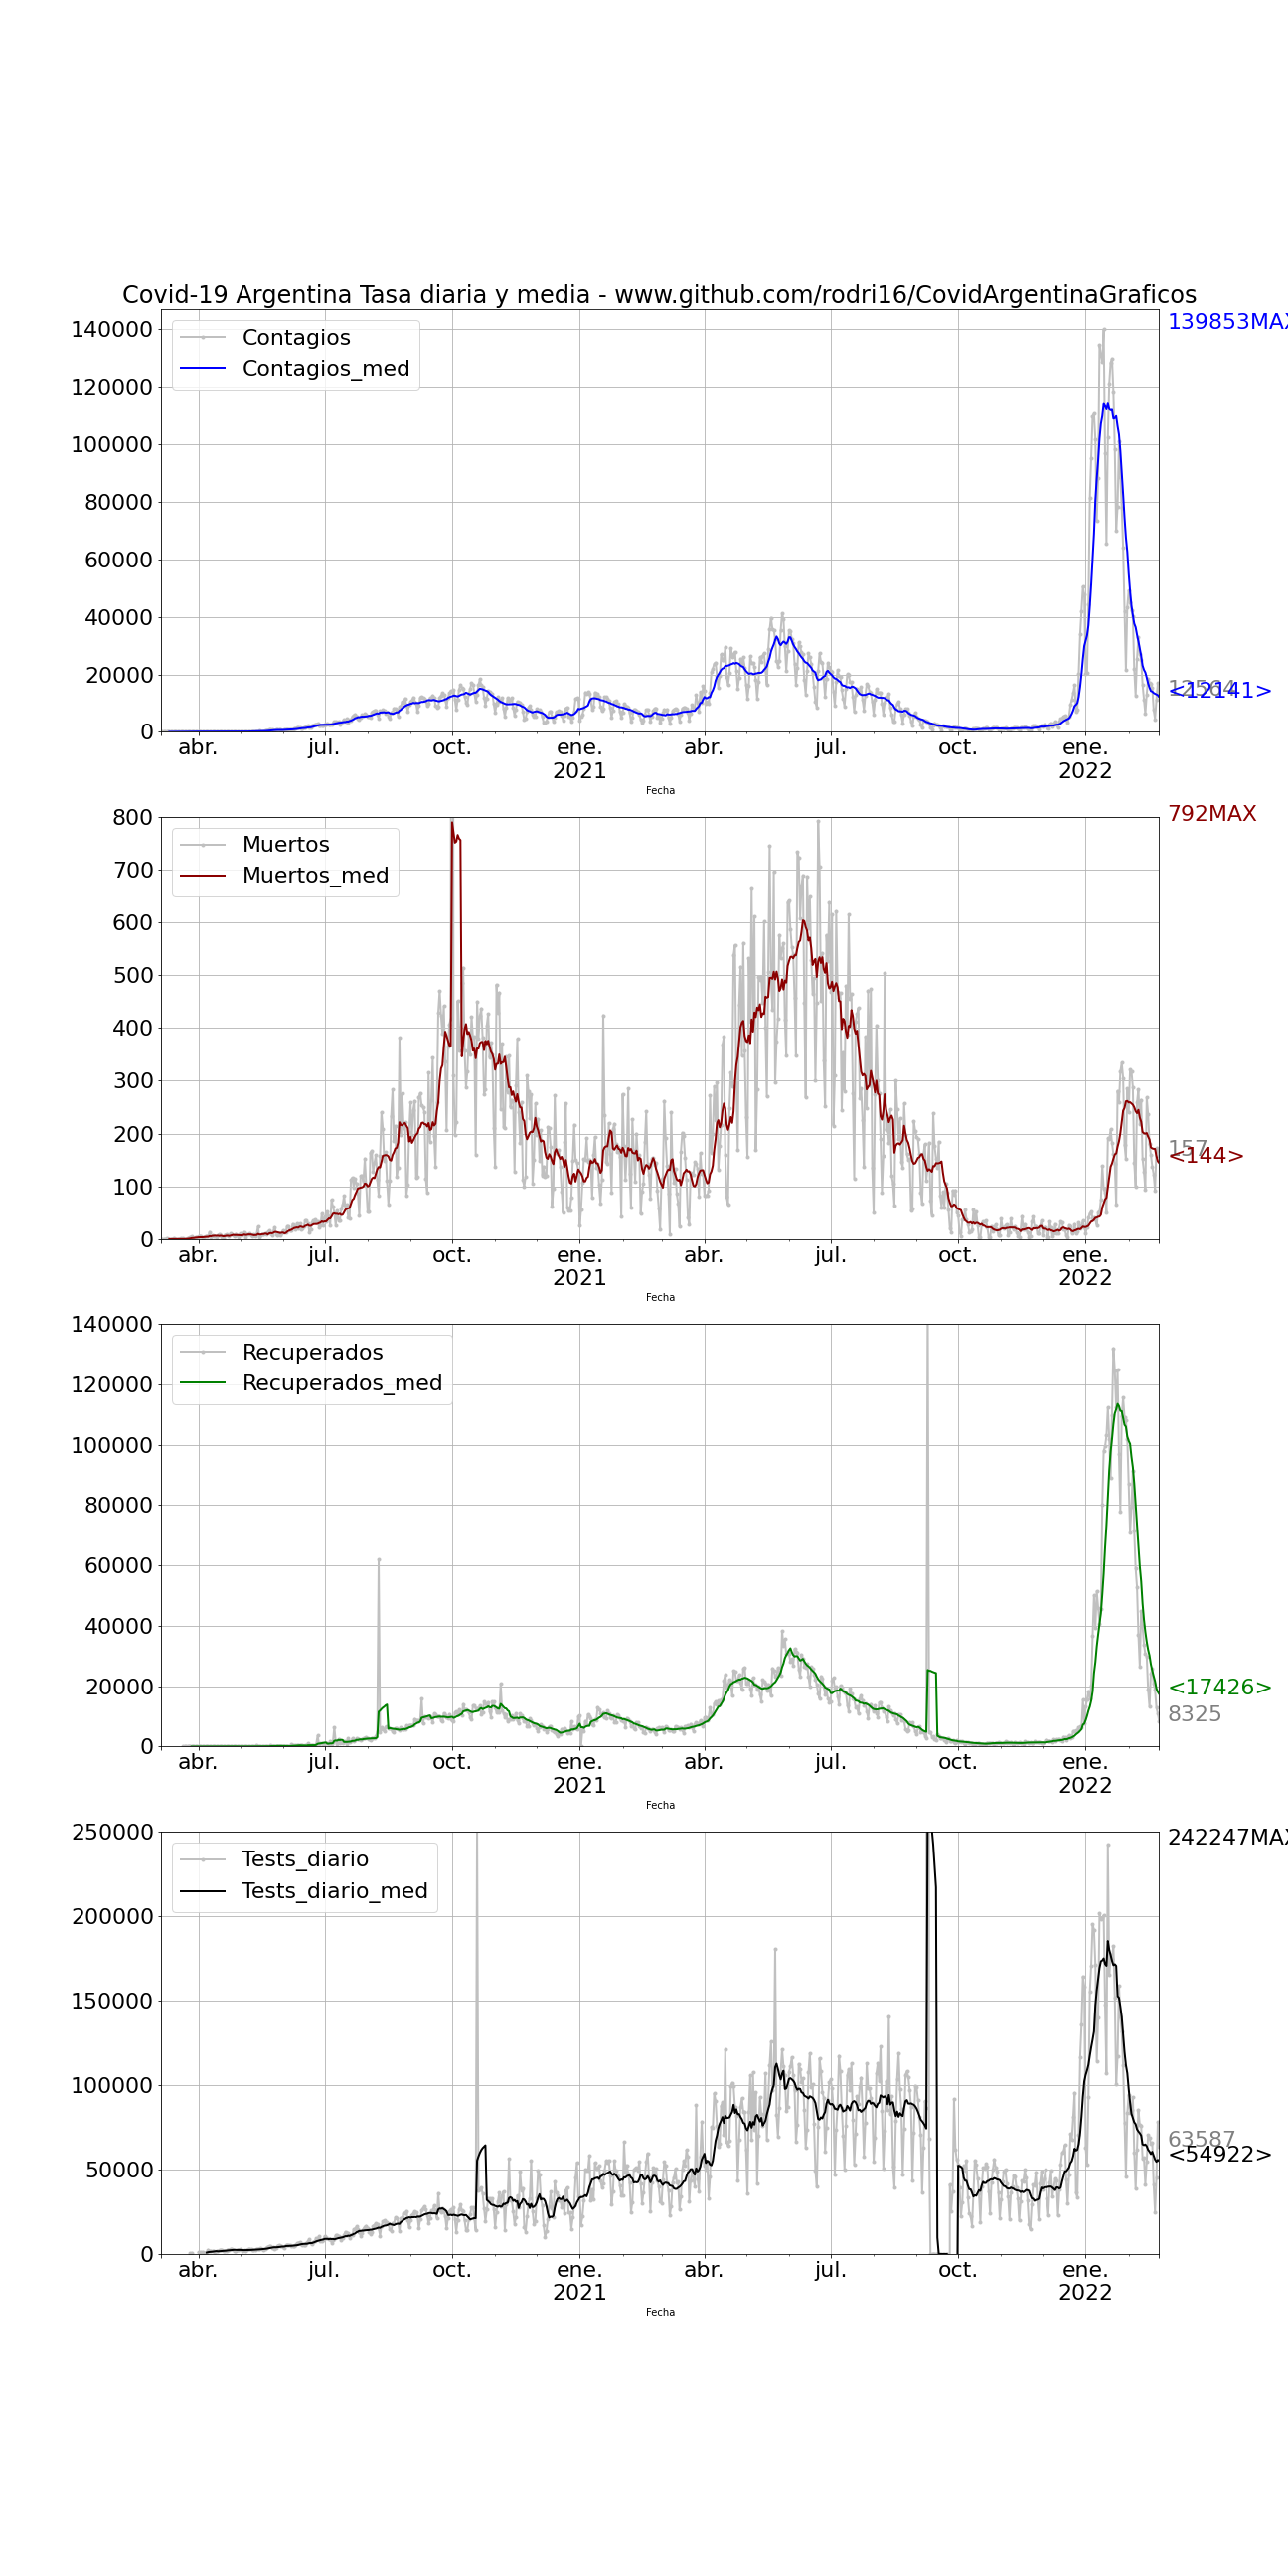 Covid-19 Argentina Tasa diaria y media - www.github.com/rodri16/CovidArgentinaGraficos
139853MAX
140000
120000
100000
80000
60000
40000
20000
0
Contagios
Contagios_med
12564
<12141>
abr. jul. oct. ene. abr. jul. oct. ene.
2021 2022
Fecha
792MAX
800
700
600
500
400
300
200
100
0
Muertos
Muertos_med
157
<144>
abr. jul. oct. ene. abr. jul. oct. ene.
2021 2022
Fecha
140000
120000
100000
80000
60000
40000
20000
0
Recuperados
Recuperados_med
<17426>
8325
abr. jul. oct. ene. abr. jul. oct. ene.
2021 2022
Fecha
242247MAX
250000
200000
150000
100000
50000
0
Tests_diario
Tests_diario_med
63587
<54922>
abr. jul. oct. ene. abr. jul. oct. ene.
2021 2022
Fecha